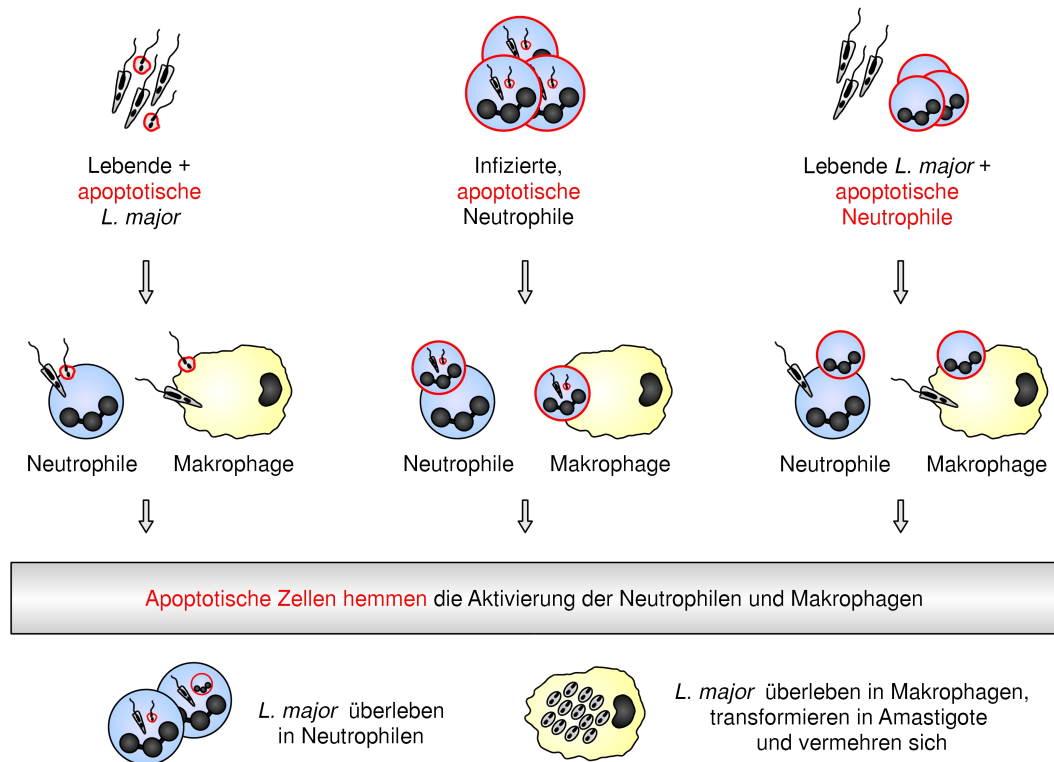 Lebende +
apoptotische
L. major
Infizierte,
apoptotische
Neutrophile
Lebende L. major +
apoptotische
Neutrophile
Neutrophile
Makrophage
Neutrophile
Makrophage
Neutrophile
Makrophage
Apoptotische Zellen hemmen die Aktivierung der Neutrophilen und Makrophagen
L. major überleben
in Neutrophilen
L. major überleben in Makrophagen,
transformieren in Amastigote
und vermehren sich